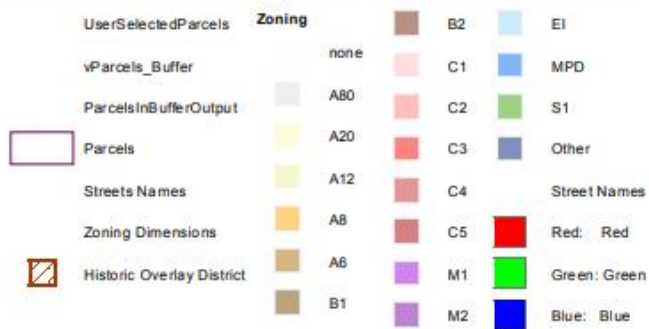 UserSelectedParcels
vParcels_Buffer
ParcelsInBufferOutput
Parcels
Streets Names
Zoning Dimensions
Historic Overlay District
Zoning
none
A80
A20
A12
A8
A6
B1
B2
C1
C2
C3
C4
C5
M1
M2
EI
MPD
S1
Other
Street Names
Red: Red
Green: Green
Blue: Blue